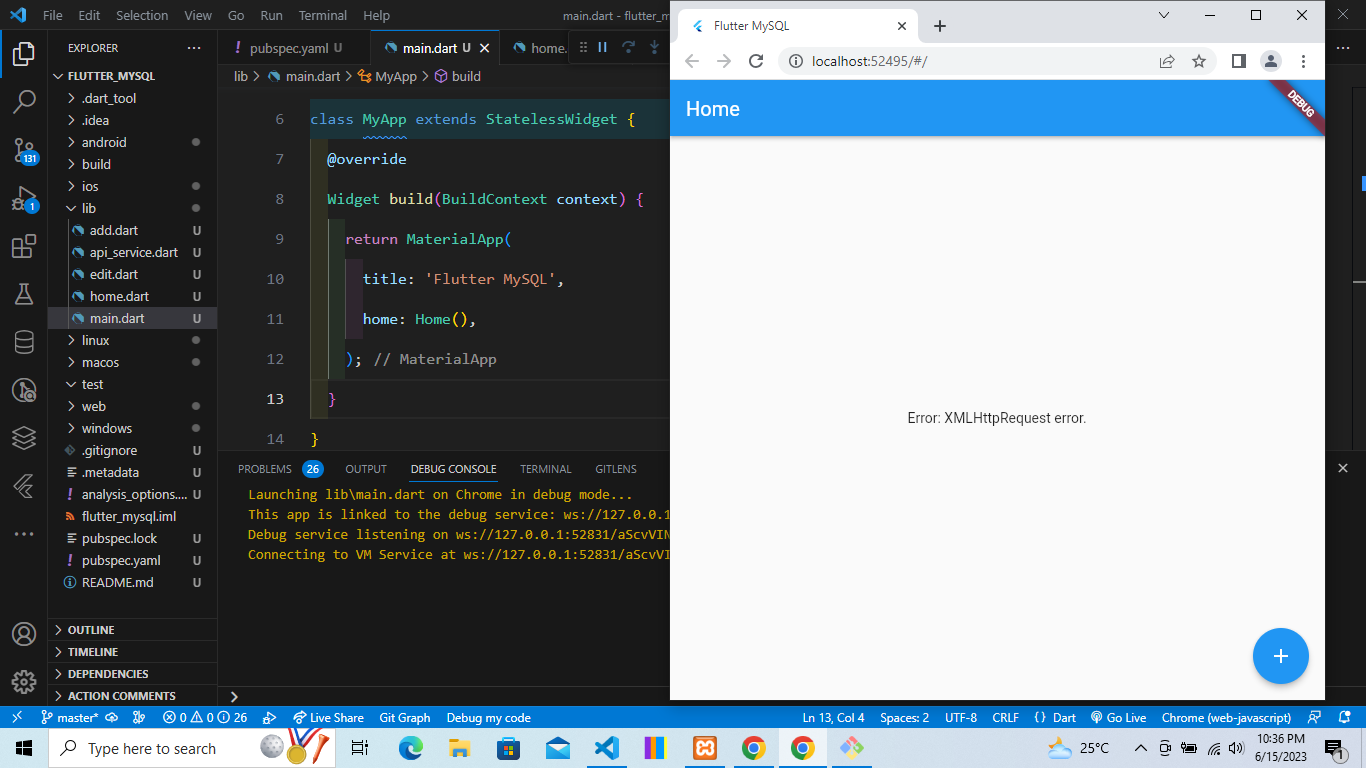 File Edit Selection View Go Run Terminal Help main.dart - flutter_m
EXPLORER
FLUTTER_MYSQL
.dart_tool
.idea
android
build
ios
lib
add.dart U
api_service.dart U
edit.dart U
home.dart U
main.dart U
linux
macos
test
web
windows
.gitignore U
.metadata U
analysis_options.... U
flutter_mysql.iml
pubspec.lock U
pubspec.yaml U
README.md U
OUTLINE
TIMELINE
DEPENDENCIES
ACTION COMMENTS
131
1
pubspec.yaml U main.dart U home.
lib > main.dart > MyApp > build
6 class MyApp extends StatelessWidget {
7 @override
8 Widget build(BuildContext context) {
9 return MaterialApp(
10 title: 'Flutter MySQL',
11 home: Home(),
12 ); // MaterialApp
13 }
14 }
PROBLEMS 26 OUTPUT DEBUG CONSOLE TERMINAL GITLENS
Launching lib\main.dart on Chrome in debug mode...
This app is linked to the debug service: ws://127.0.0.1
Debug service listening on ws://127.0.0.1:52831/aScvVIN
Connecting to VM Service at ws://127.0.0.1:52831/aScvVI
Flutter MySQL
localhost:52495/#/
Home
DEBUG
Error: XMLHttpRequest error.
master* 0 0 26 Live Share Git Graph Debug my code Ln 13, Col 4 Spaces: 2 UTF-8 CRLF {} Dart Go Live Chrome (web-javascript)
Type here to search
25°C
10:36 PM
6/15/2023
1